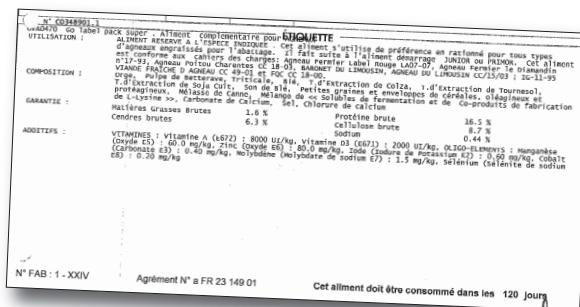 N° CO348901.1
ÉTIQUETTE
Go label pack super . Aliment complémentaire pour
UTILISATION : ALIMENT RESERVE A L'ESPECE INDIQUEE . Cet aliment s'utilise de préférence en rationné pour tous types
d'agneaux engraissés pour l'abattage. Il fait suite à l'aliment démarrage JUNIOR ou PRIMOR. Cet aliment
est conforme aux cahiers des charges: Agneau Fermier Label Rouge LA07-07, Agneau Fermier le Diamandin
n°17-93, Agneau Poitou Charentes CC 18-03, BARONET DU LIMOUSIN, AGNEAU DU LIMOUSIN CC/15/03 ; IG-11-95
VIANDE FRAÎCHE D AGNEAU CC 49-01 et FQC CC 18-00.
COMPOSITION : Orge, Pulpe de Betterave, Triticale, Blé, T.d'Extraction de Colza, T.d'Extraction de Tournesol,
T.d'Extraction de Soja Cuit, Son de Blé, Petites graines et enveloppes de céréales, oléagineux et
protéagineux, Mélasse de Canne, Mélange de << Solubles de fermentation et de Co-produits de fabrication
de L-Lysine >>, Carbonate de Calcium, Sel, Chlorure de calcium
GARANTIE : Matières Grasses Brutes 1.6 % Protéine brute 16.5 %
Cendres brutes 6.3 % Cellulose brute 8.7 %
Sodium 0.44 %
ADDITIFS : VITAMINES : Vitamine A (E672) : 8000 UI/kg, Vitamine D3 (E671) : 2000 UI/kg, OLIGO-ELEMENTS : Manganèse
(Oxyde E5) : 60.0 mg/kg, Zinc (Oxyde E6) : 80.0 mg/kg, Iode (Iodure de Potassium E2) : 0.60 mg/kg, Cobalt
(Carbonate E3) : 0.40 mg/kg, Molybdène (Molybdate de sodium E7) : 1.5 mg/kg, Sélénium (Sélénite de sodium
E8) : 0.20 mg/kg
N° FAB : 1 - XXIV
Agrément N° a FR 23 149 01
Cet aliment doit être consommé dans les 120 jours